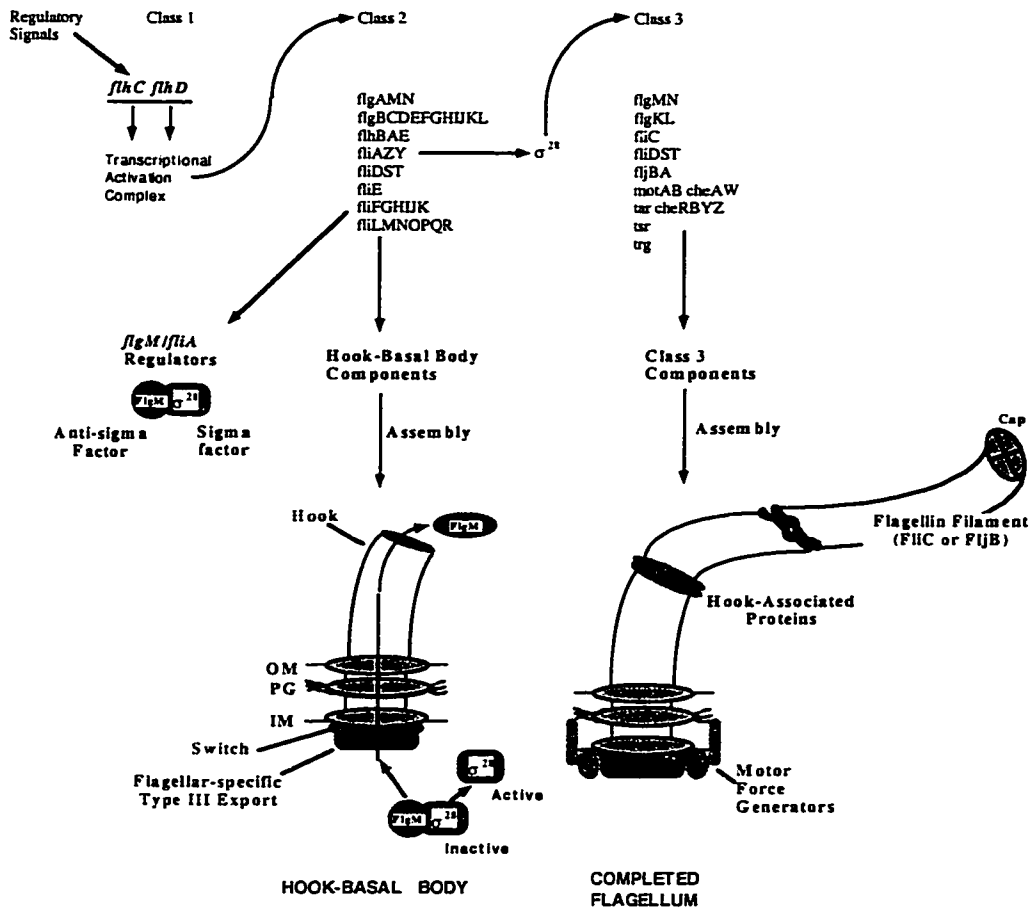 Regulatory
Signals
Class 1
Class 2
Class 3
flhC flhD
Transcriptional
Activation
Complex
flgAMN
flgBCDEFGHIJKL
flhBAE
fliAZY
fliDST
fliE
fliFGHIJK
fliLMNOPQR
σ28
flgMN
flgKL
fliC
fliDST
fljBA
motAB cheAW
tar cheRBYZ
tsr
trg
flgM/fliA
Regulators
FlgM σ28
Anti-sigma
Factor
Sigma
factor
Hook-Basal Body
Components
Class 3
Components
Assembly
Assembly
Cap
Hook
FlgM
Flagellin Filament
(FliC or FljB)
Hook-Associated
Proteins
OM
PG
IM
Switch
Flagellar-specific
Type III Export
σ28
Active
FlgM σ28
Inactive
Motor
Force
Generators
HOOK-BASAL BODY
COMPLETED
FLAGELLUM